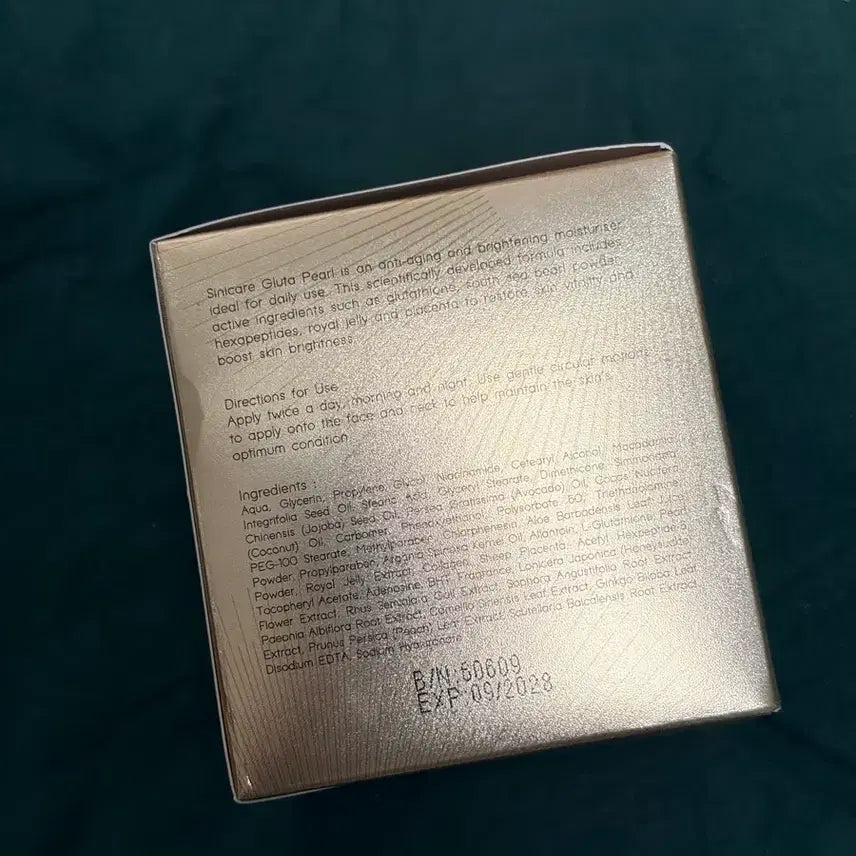 Sinicare Gluta Pearl is an anti-aging and brightening moisturiser
ideal for daily use. This scientifically developed formula includes
active ingredients such as glutathione, south sea pearl powder,
hexapeptides, royal jelly and placenta to restore skin vitality and
boost skin brightness.
Directions for Use
Apply twice a day, morning and night. Use gentle circular motions
to apply onto the face and neck to help maintain the skin's
optimum condition.
Ingredients :
Aqua, Glycerin, Propylene, Glycol, Niacinamide, Cetearyl Alcohol, Macadamia
Integrifolia Seed Oil, Stearic Acid, Glyceryl Stearate, Dimethicone, Simmondsia
Chinensis (Jojoba) Seed Oil, Persea Gratissima (Avocado) Oil, Cocos Nucifera
(Coconut) Oil, Carbomer, Phenoxyethanol, Polysorbate 60, Triethanolamine,
PEG-100 Stearate, Methylparaben, Chlorphenesin, Aloe Barbadensis Leaf Juice
Powder, Propylparaben, Argania Spinosa Kernel Oil, Allantoin, L-Glutathione, Pearl
Powder, Royal Jelly Extract, Collagen, Sheep Placenta, Acetyl Hexapeptide
Tocopheryl Acetate, Adenosine, BHT, Fragrance, Lonicera Japonica (Honeysuckle)
Flower Extract, Rhus Semialata Gall Extract, Sophora Angustifolia Root Extract,
Paeonia Albiflora Root Extract, Camellia Sinensis Leaf Extract, Ginkgo Biloba Leaf
Extract, Prunus Persica (Peach) Leaf Extract, Scutellaria Baicalensis Root Extract,
Disodium EDTA, Sodium Hyaluronate
B/N:60609
EXP:09/2028